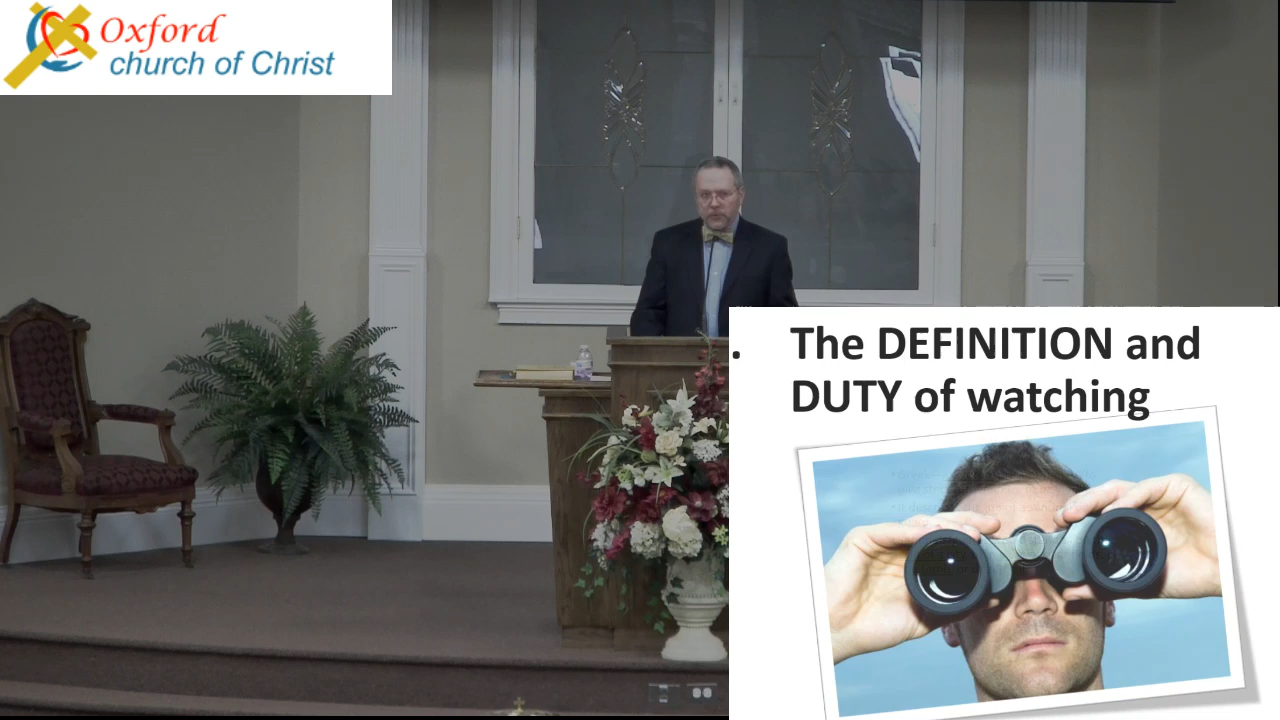 Oxford
church of Christ
. The DEFINITION and
DUTY of watching